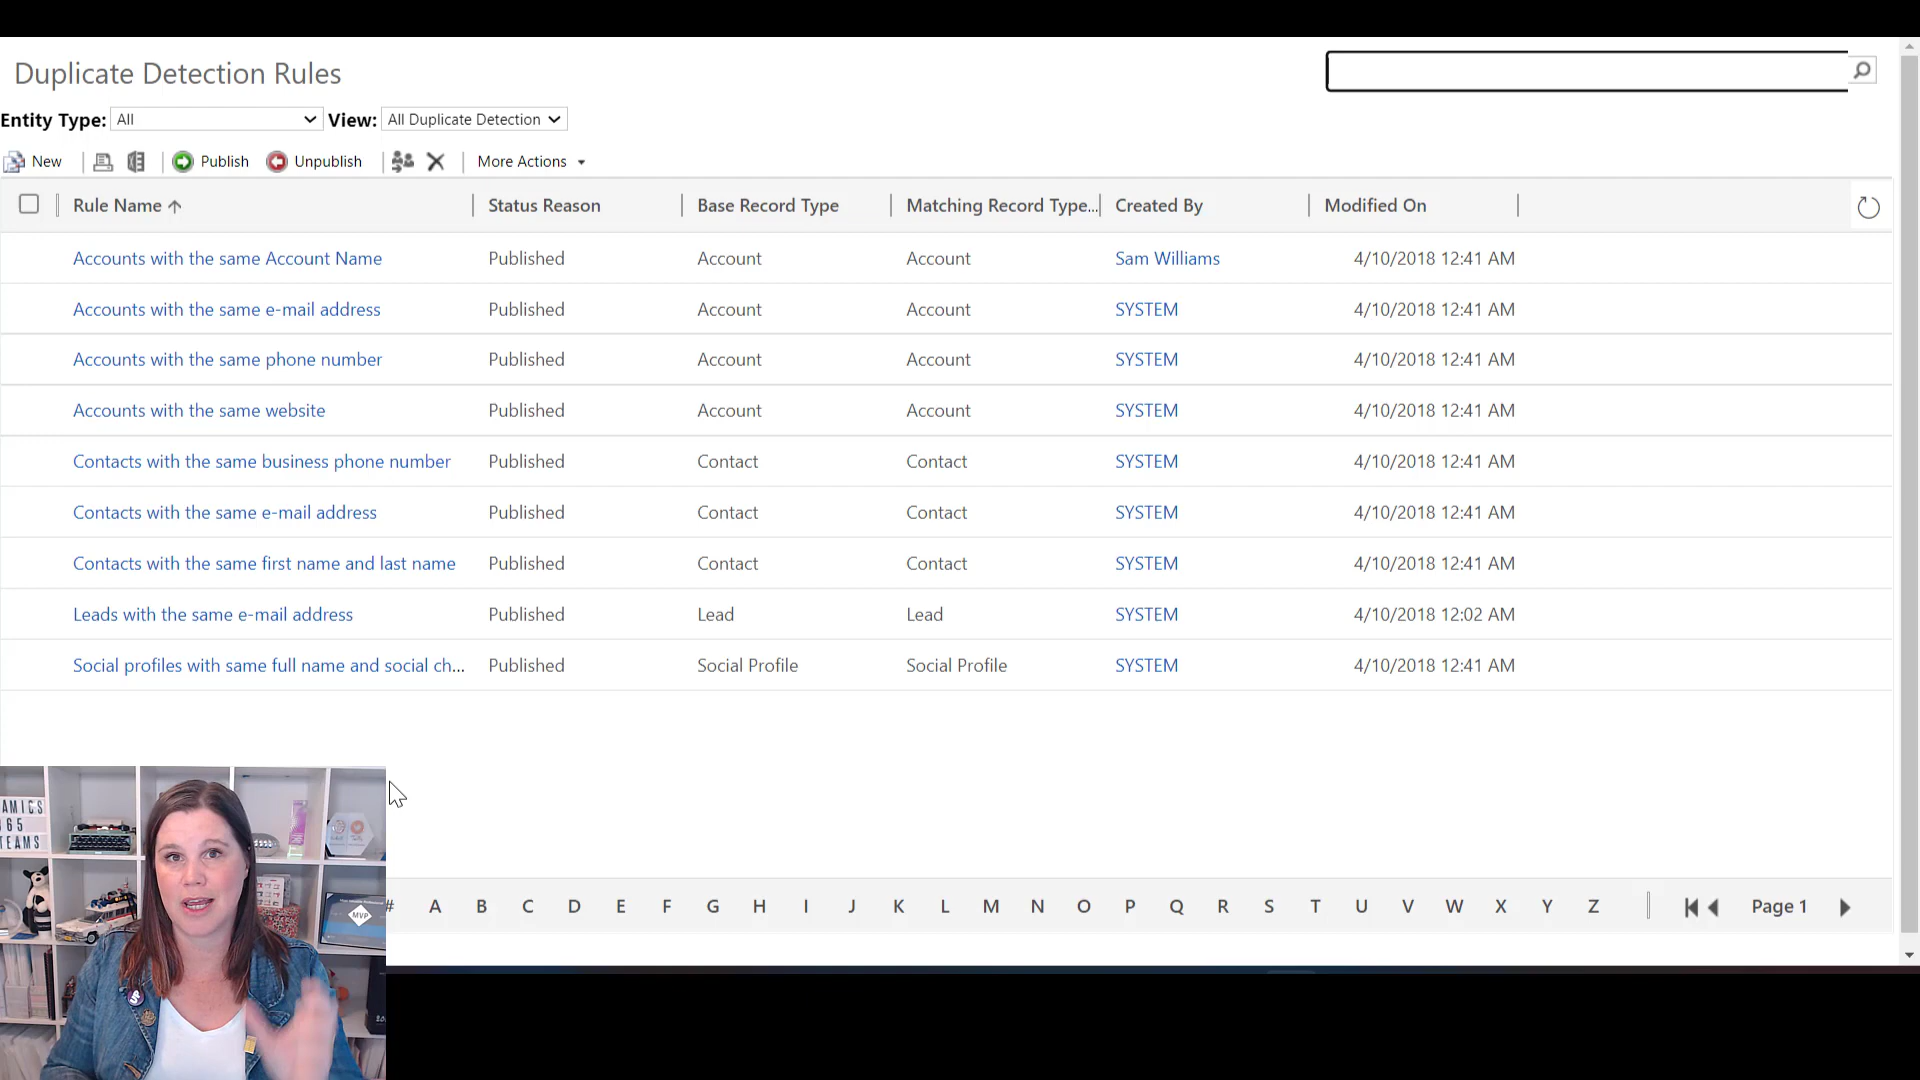 Duplicate Detection Rules
Entity Type: All View: All Duplicate Detection
New Publish Unpublish More Actions
Rule Name Status Reason Base Record Type Matching Record Type... Created By Modified On
Accounts with the same Account Name Published Account Account Sam Williams 4/10/2018 12:41 AM
Accounts with the same e-mail address Published Account Account SYSTEM 4/10/2018 12:41 AM
Accounts with the same phone number Published Account Account SYSTEM 4/10/2018 12:41 AM
Accounts with the same website Published Account Account SYSTEM 4/10/2018 12:41 AM
Contacts with the same business phone number Published Contact Contact SYSTEM 4/10/2018 12:41 AM
Contacts with the same e-mail address Published Contact Contact SYSTEM 4/10/2018 12:41 AM
Contacts with the same first name and last name Published Contact Contact SYSTEM 4/10/2018 12:41 AM
Leads with the same e-mail address Published Lead Lead SYSTEM 4/10/2018 12:02 AM
Social profiles with same full name and social ch... Published Social Profile Social Profile SYSTEM 4/10/2018 12:41 AM
AMICS
365
TEAMS
MVP
# A B C D E F G H I J K L M N O P Q R S T U V W X Y Z Page 1